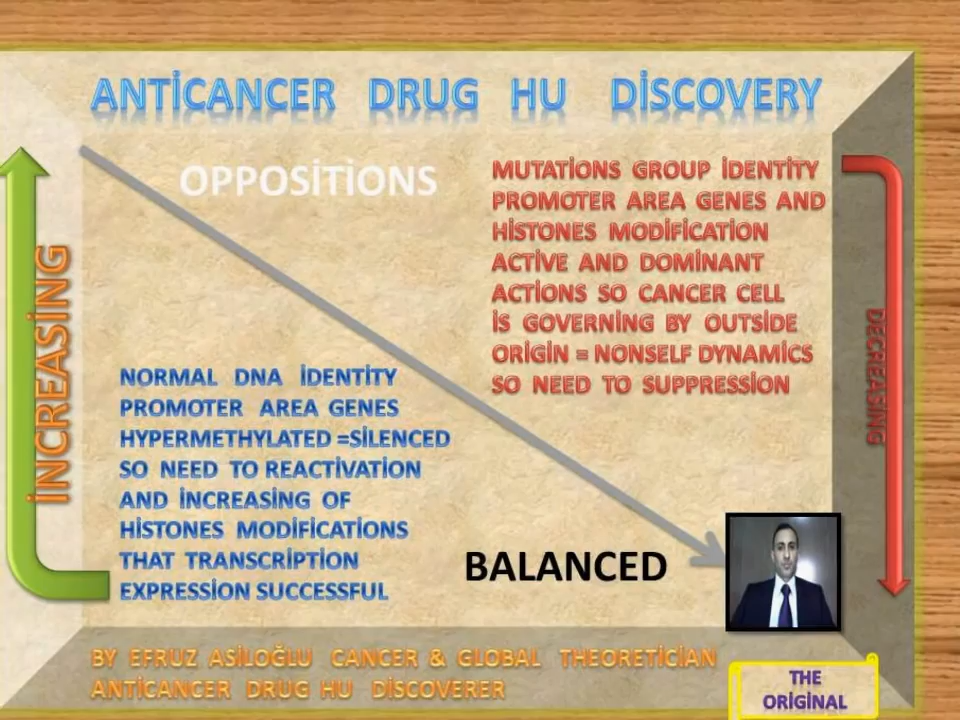 ANTİCANCER DRUG HU DİSCOVERY
OPPOSİTİONS
MUTATİONS GROUP İDENTİTY
PROMOTER AREA GENES AND
HİSTONES MODİFİCATİON
ACTİVE AND DOMİNANT
ACTİONS SO CANCER CELL
İS GOVERNİNG BY OUTSİDE
ORİGİN = NONSELF DYNAMİCS
SO NEED TO SUPPRESSİON
İNCREASİNG
DECREASİNG
NORMAL DNA İDENTİTY
PROMOTER AREA GENES
HYPERMETHYLATED =SİLENCED
SO NEED TO REACTİVATİON
AND İNCREASİNG OF
HİSTONES MODİFİCATİONS
THAT TRANSCRİPTİON
EXPRESSİON SUCCESSFUL
BALANCED
BY EFRUZ ASİLOĞLU CANCER & GLOBAL THEORETİCİAN
ANTİCANCER DRUG HU DİSCOVERER
THE
ORİGİNAL